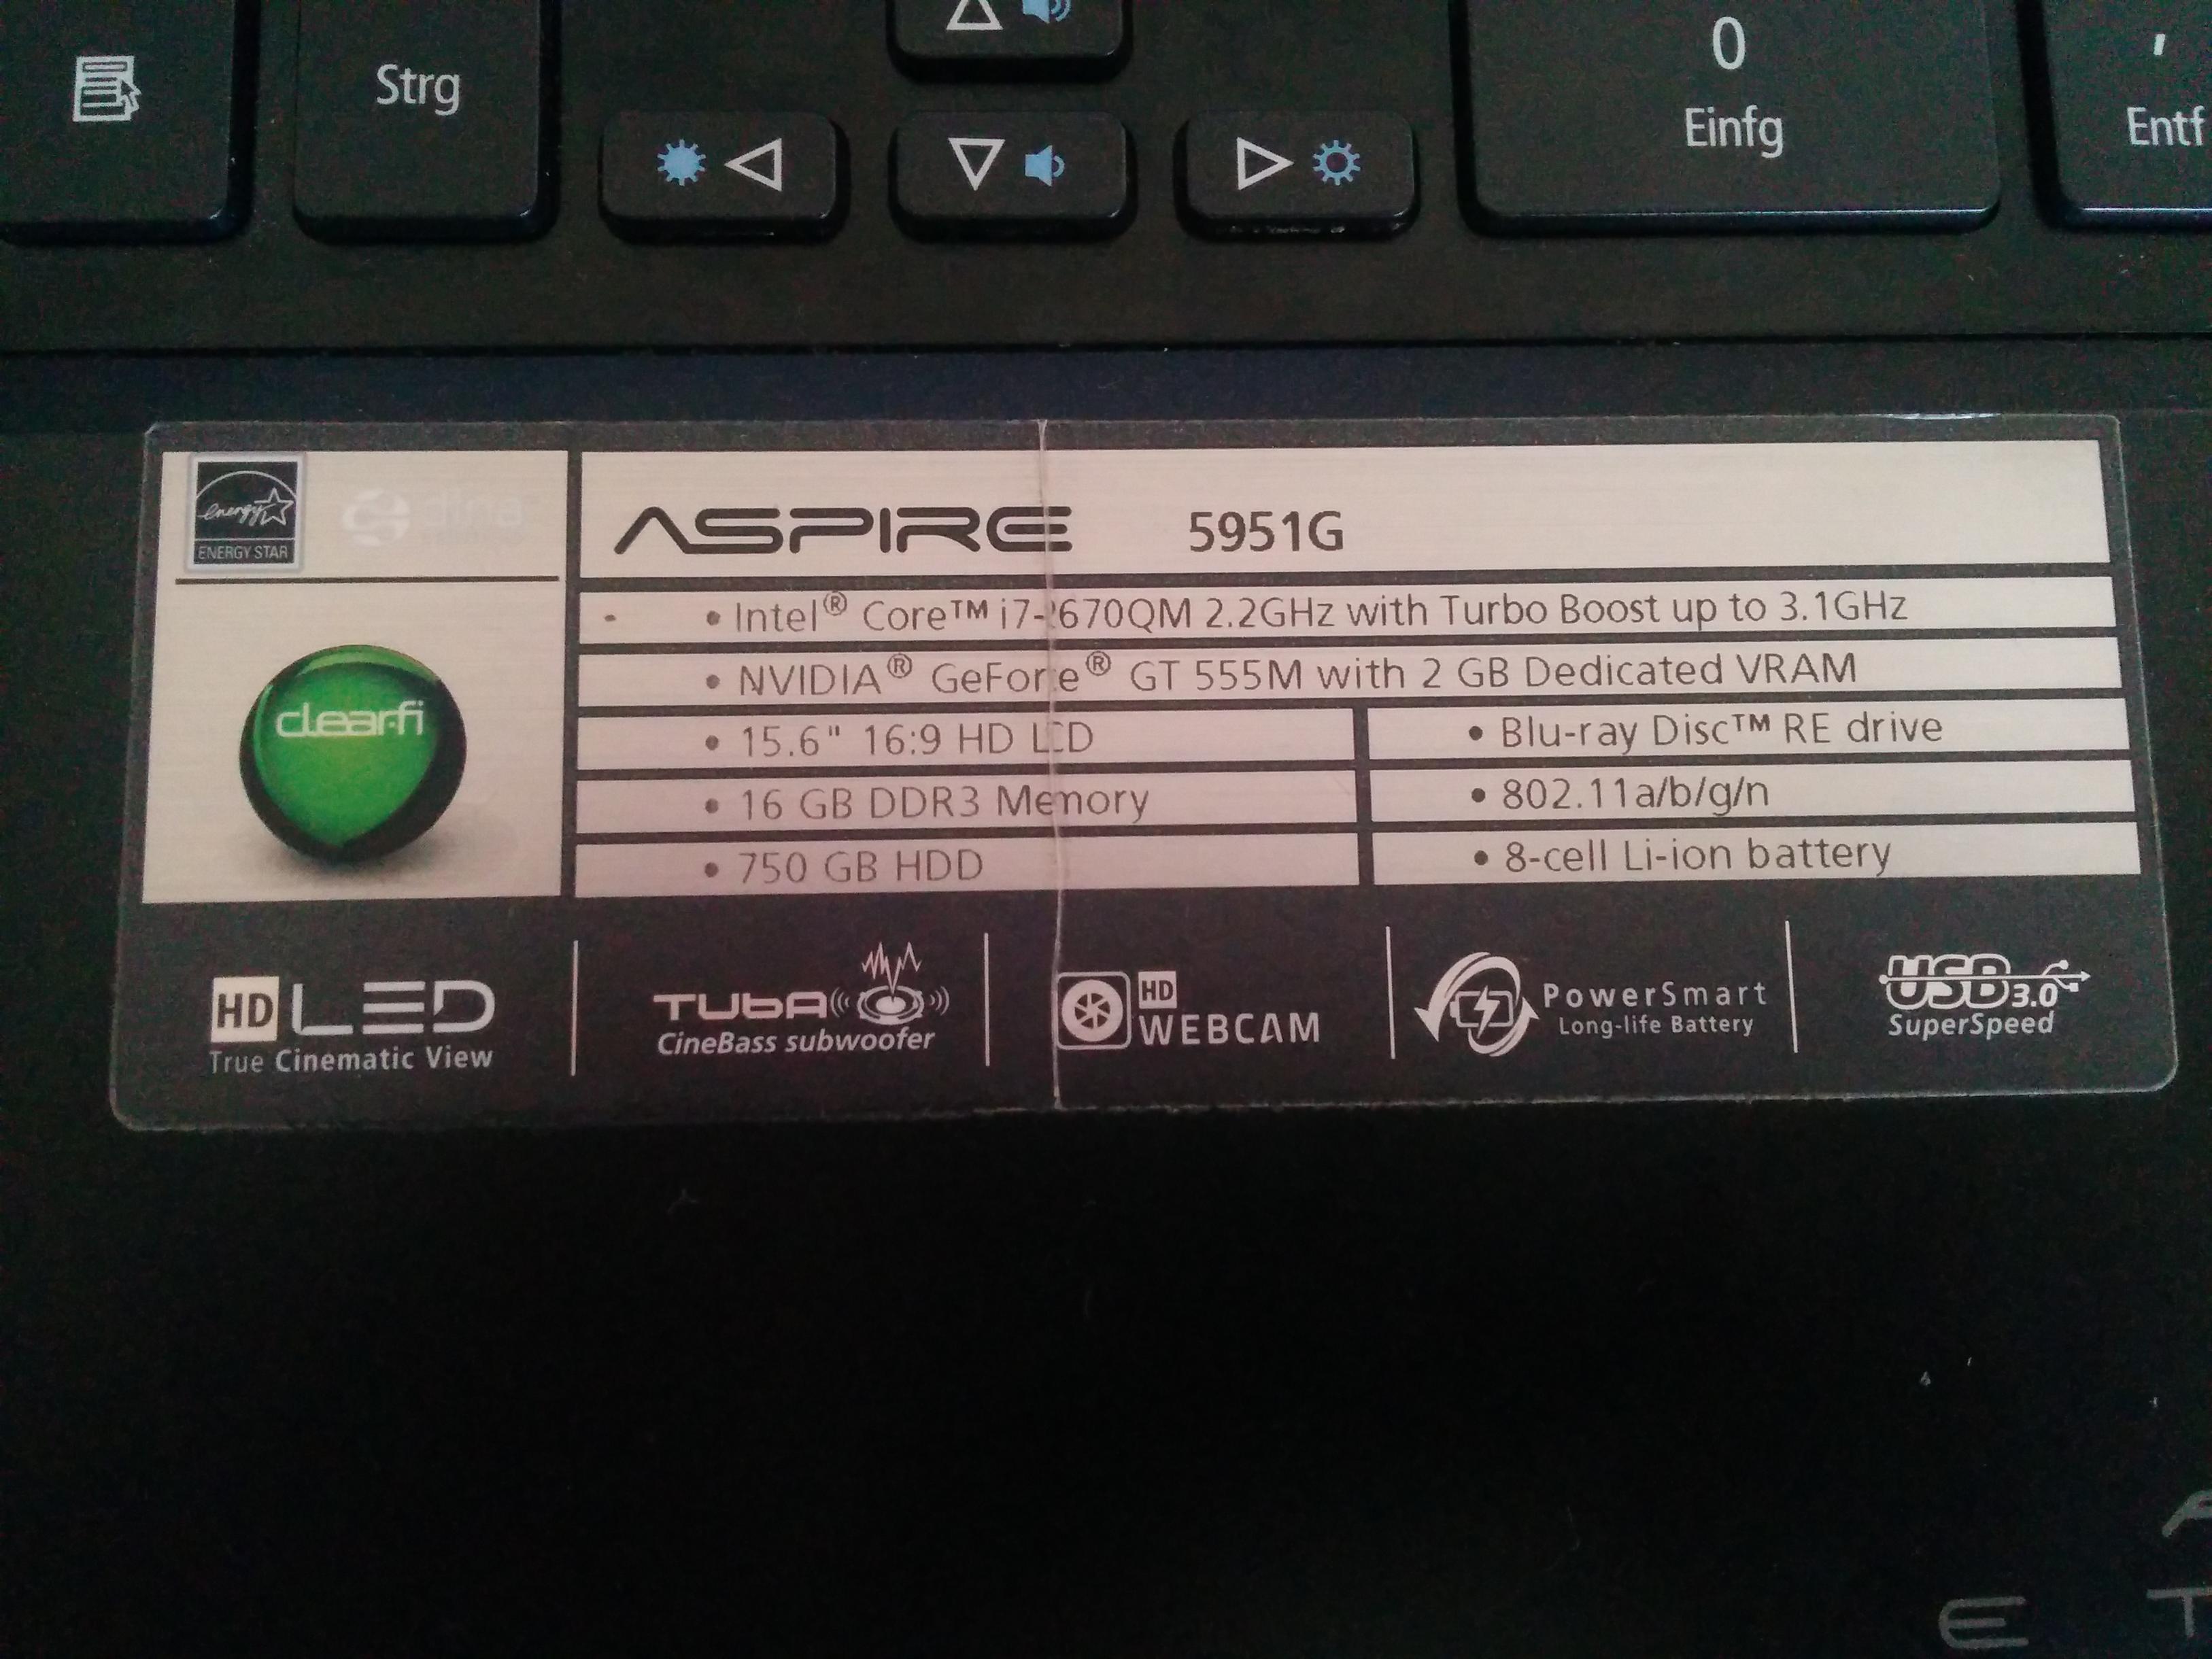 Strg
0
Einfg
,
Entf
energy
ENERGY STAR
ASPIRE 5951G
• Intel® Core™ i7-2670QM 2.2GHz with Turbo Boost up to 3.1GHz
• NVIDIA® GeForce® GT 555M with 2 GB Dedicated VRAM
clear.fi
• 15.6" 16:9 HD LCD • Blu-ray Disc™ RE drive
• 16 GB DDR3 Memory • 802.11a/b/g/n
• 750 GB HDD • 8-cell Li-ion battery
HD LED
True Cinematic View
TUbA
CineBass subwoofer
HD
WEBCAM
PowerSmart
Long-life Battery
USB 3.0
SuperSpeed
E T